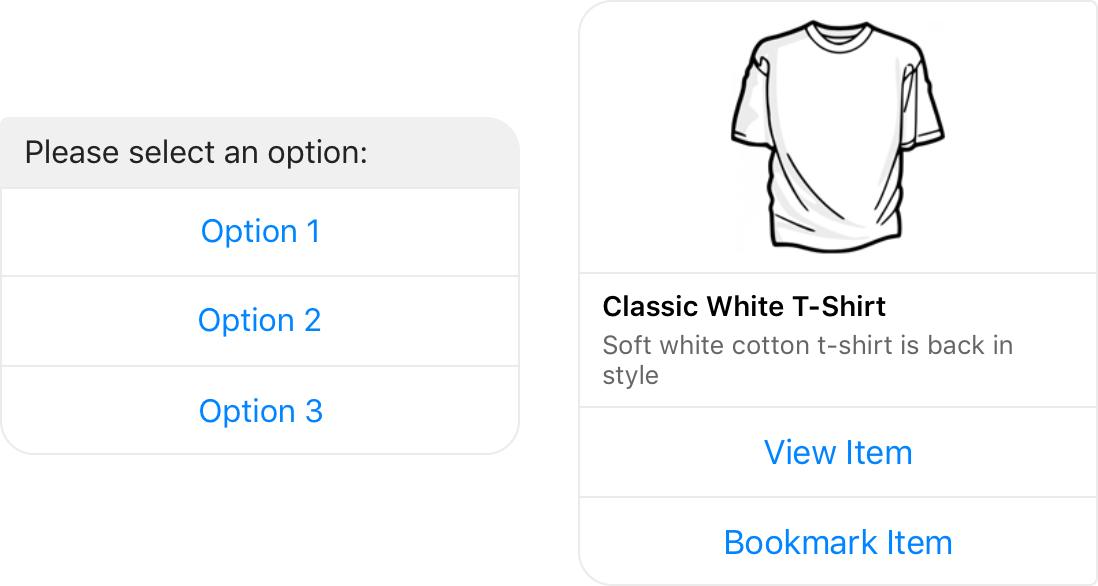 Please select an option:
Option 1
Option 2
Option 3
Classic White T-Shirt
Soft white cotton t-shirt is back in
style
View Item
Bookmark Item